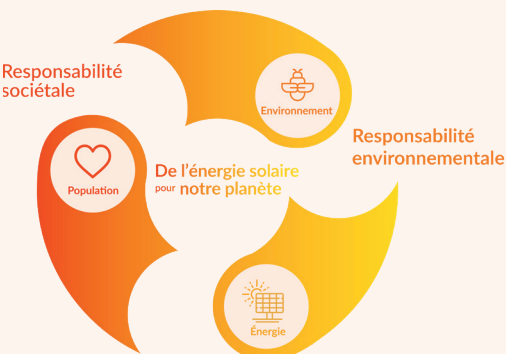 Responsabilité
sociétale
Environnement
Responsabilité
environnementale
Population
De l'énergie solaire
pour notre planète
Énergie